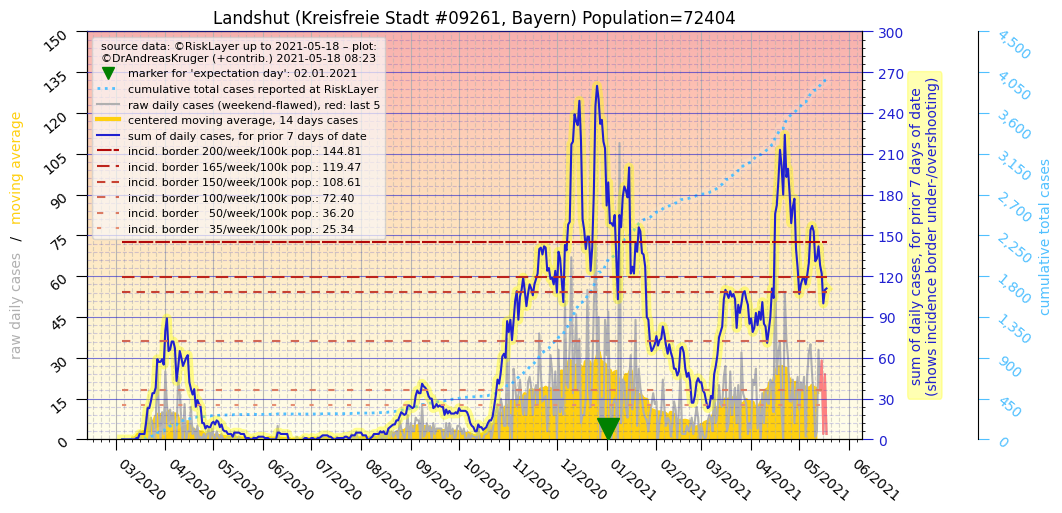 Landshut (Kreisfreie Stadt #09261, Bayern) Population=72404
source data: ©RiskLayer up to 2021-05-18 – plot:
©DrAndreasKruger (+contrib.) 2021-05-18 08:23
marker for 'expectation day': 02.01.2021
cumulative total cases reported at RiskLayer
raw daily cases (weekend-flawed), red: last 5
centered moving average, 14 days cases
sum of daily cases, for prior 7 days of date
incid. border 200/week/100k pop.: 144.81
incid. border 165/week/100k pop.: 119.47
incid. border 150/week/100k pop.: 108.61
incid. border 100/week/100k pop.: 72.40
incid. border   50/week/100k pop.: 36.20
incid. border   35/week/100k pop.: 25.34
raw daily cases / moving average
150
135
120
105
90
75
60
45
30
15
0
03/2020
04/2020
05/2020
06/2020
07/2020
08/2020
09/2020
10/2020
11/2020
12/2020
01/2021
02/2021
03/2021
04/2021
05/2021
06/2021
300
270
240
210
180
150
120
90
60
30
0
sum of daily cases, for prior 7 days of date
(shows incidence border under-/overshooting)
4,500
4,050
3,600
3,150
2,700
2,250
1,800
1,350
900
450
0
cumulative total cases